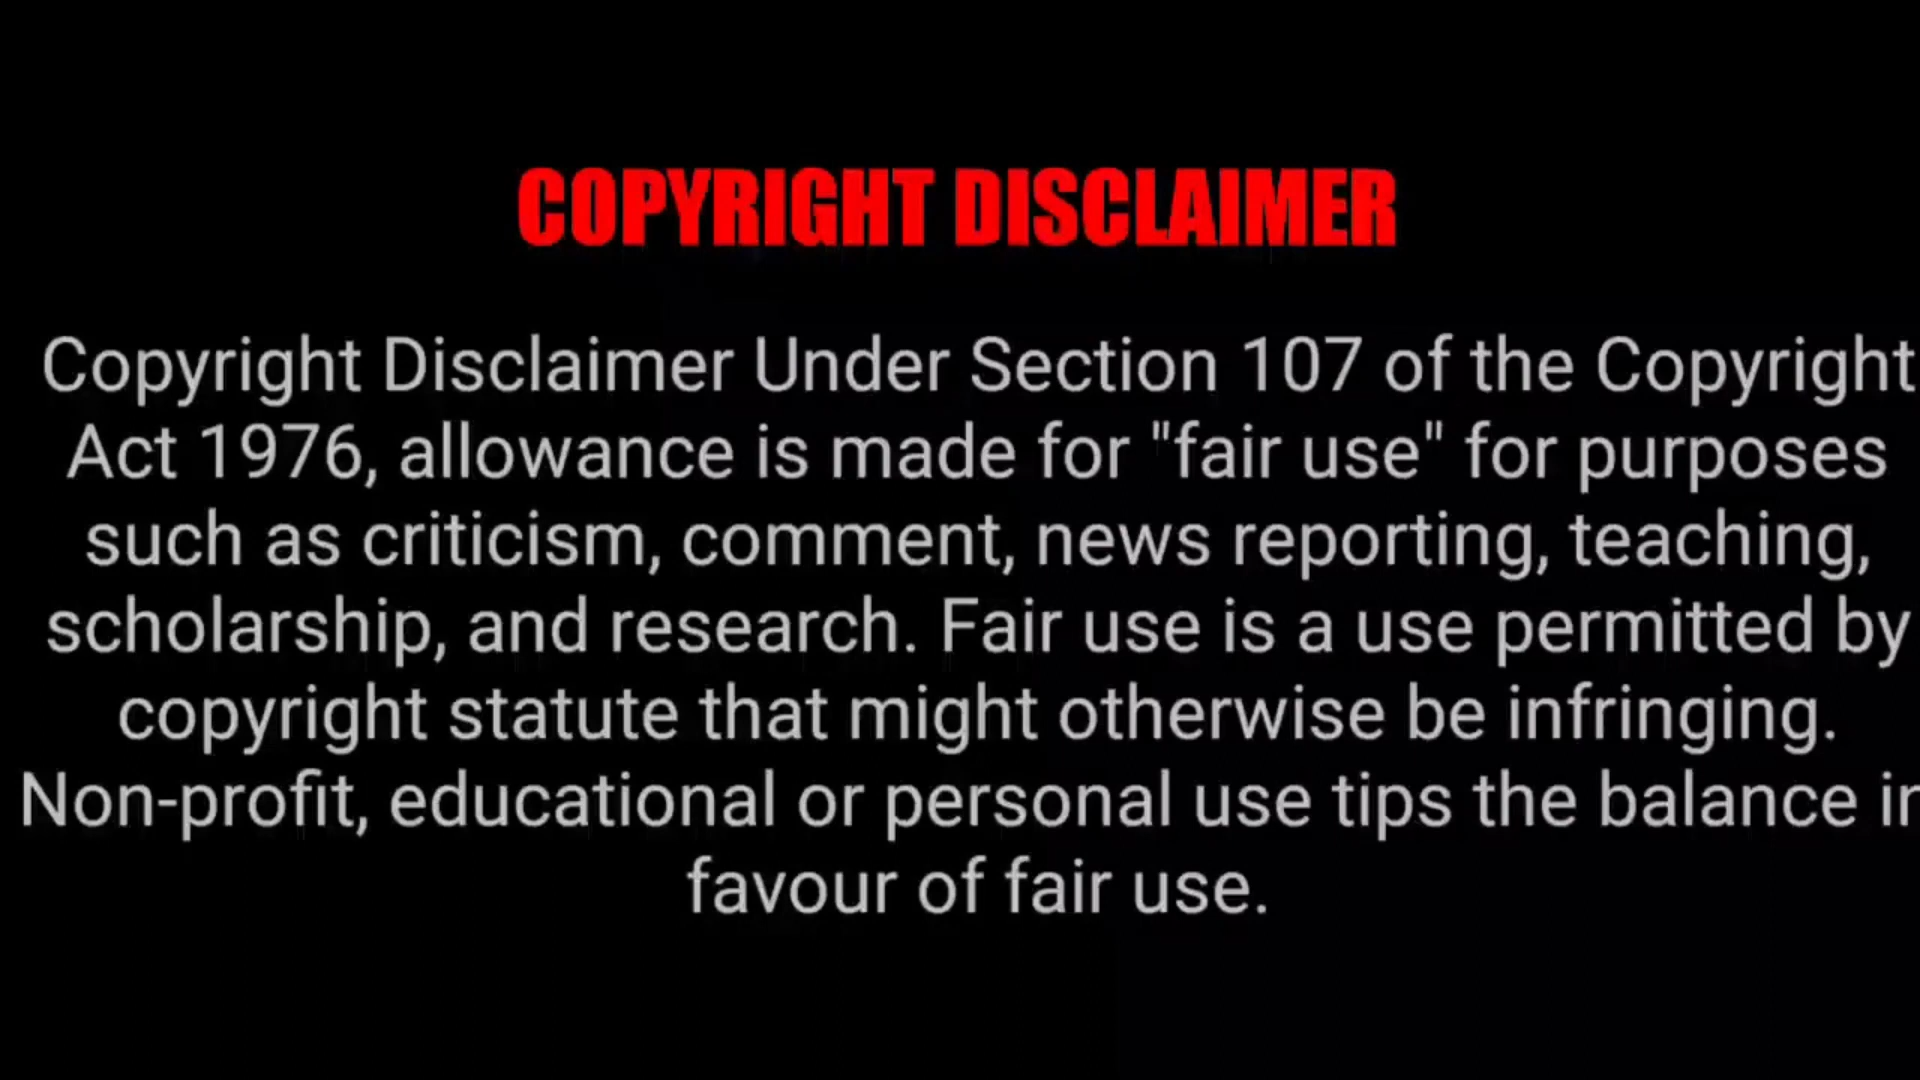 COPYRIGHT DISCLAIMER
Copyright Disclaimer Under Section 107 of the Copyright
Act 1976, allowance is made for "fair use" for purposes
such as criticism, comment, news reporting, teaching,
scholarship, and research. Fair use is a use permitted by
copyright statute that might otherwise be infringing.
Non-profit, educational or personal use tips the balance in
favour of fair use.